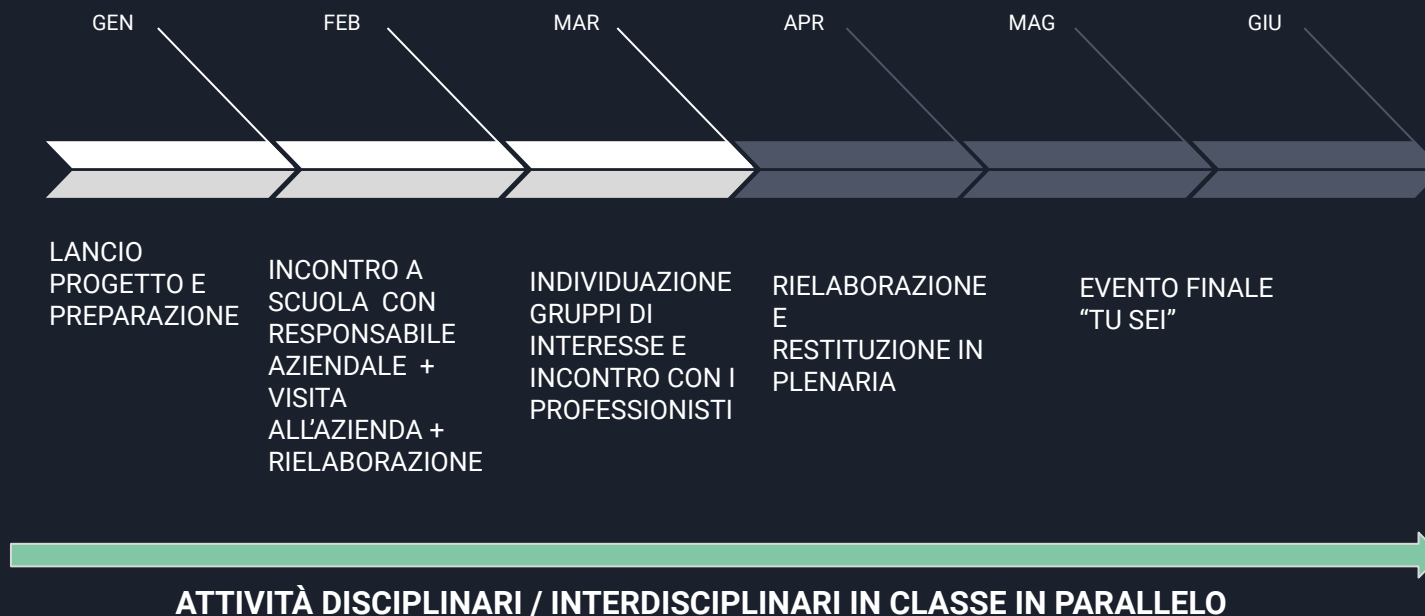 GEN
FEB
MAR
APR
MAG
GIU
LANCIO
PROGETTO E
PREPARAZIONE
INCONTRO A
SCUOLA CON
RESPONSABILE
AZIENDALE +
VISITA
ALL'AZIENDA +
RIELABORAZIONE
INDIVIDUAZIONE
GRUPPI DI
INTERESSE E
INCONTRO CON I
PROFESSIONISTI
RIELABORAZIONE
E
RESTITUZIONE IN
PLENARIA
EVENTO FINALE
“TU SEI”
ATTIVITÀ DISCIPLINARI / INTERDISCIPLINARI IN CLASSE IN PARALLELO